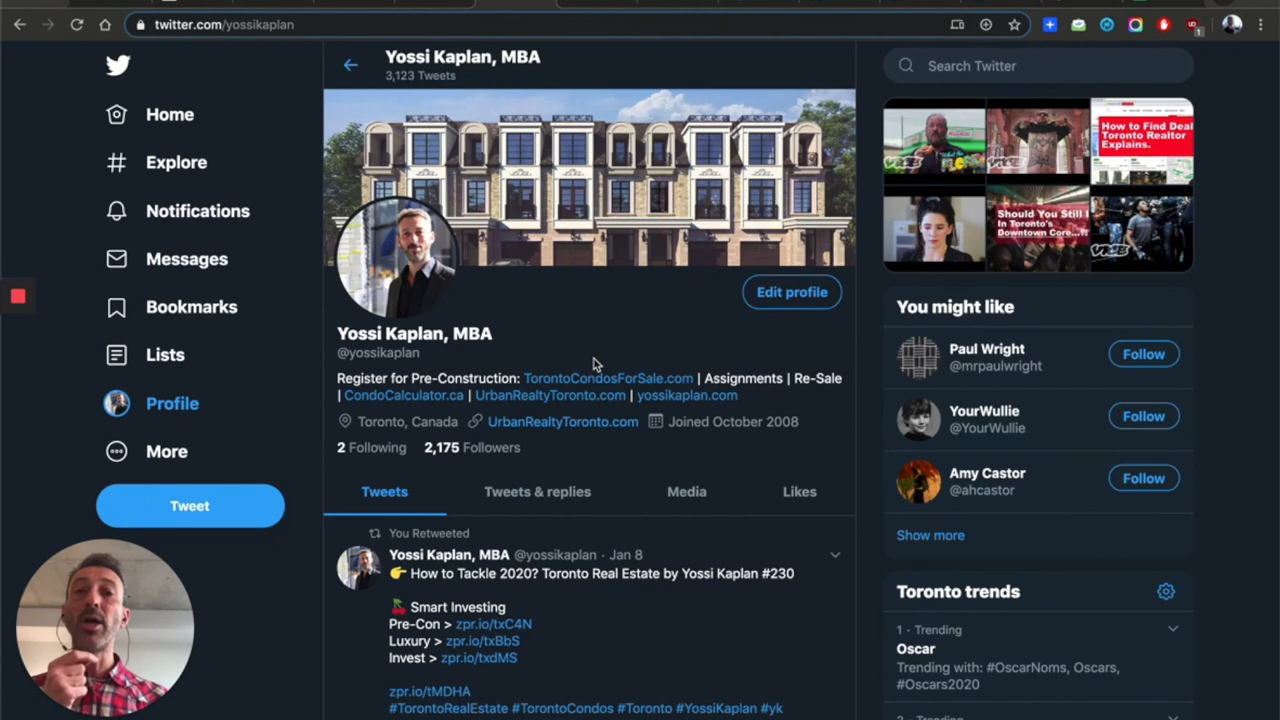 twitter.com/yossikaplan
1
Yossi Kaplan, MBA
3,123 Tweets
Home
Explore
Notifications
Messages
Bookmarks
Lists
Profile
More
Tweet
Edit profile
Yossi Kaplan, MBA
@yossikaplan
Register for Pre-Construction: TorontoCondosForSale.com | Assignments | Re-Sale
| CondoCalculator.ca | UrbanRealtyToronto.com | yossikaplan.com
Toronto, Canada UrbanRealtyToronto.com Joined October 2008
2 Following 2,175 Followers
Tweets Tweets & replies Media Likes
You Retweeted
Yossi Kaplan, MBA @yossikaplan · Jan 8
👉 How to Tackle 2020? Toronto Real Estate by Yossi Kaplan #230
🍒 Smart Investing
Pre-Con > zpr.io/txC4N
Luxury > zpr.io/txBbS
Invest > zpr.io/txdMS
zpr.io/tMDHA
#TorontoRealEstate #TorontoCondos #Toronto #YossiKaplan #yk
Search Twitter
VICE
VICE
How to Find Deal
Toronto Realtor
Explains.
Should You Still I
In Toronto's
Downtown Core...?!
VICE
You might like
Paul Wright
@mrpaulwright
Follow
YourWullie
@YourWullie
Follow
Amy Castor
@ahcastor
Follow
Show more
Toronto trends
1 · Trending
Oscar
Trending with: #OscarNoms, Oscars,
#Oscars2020